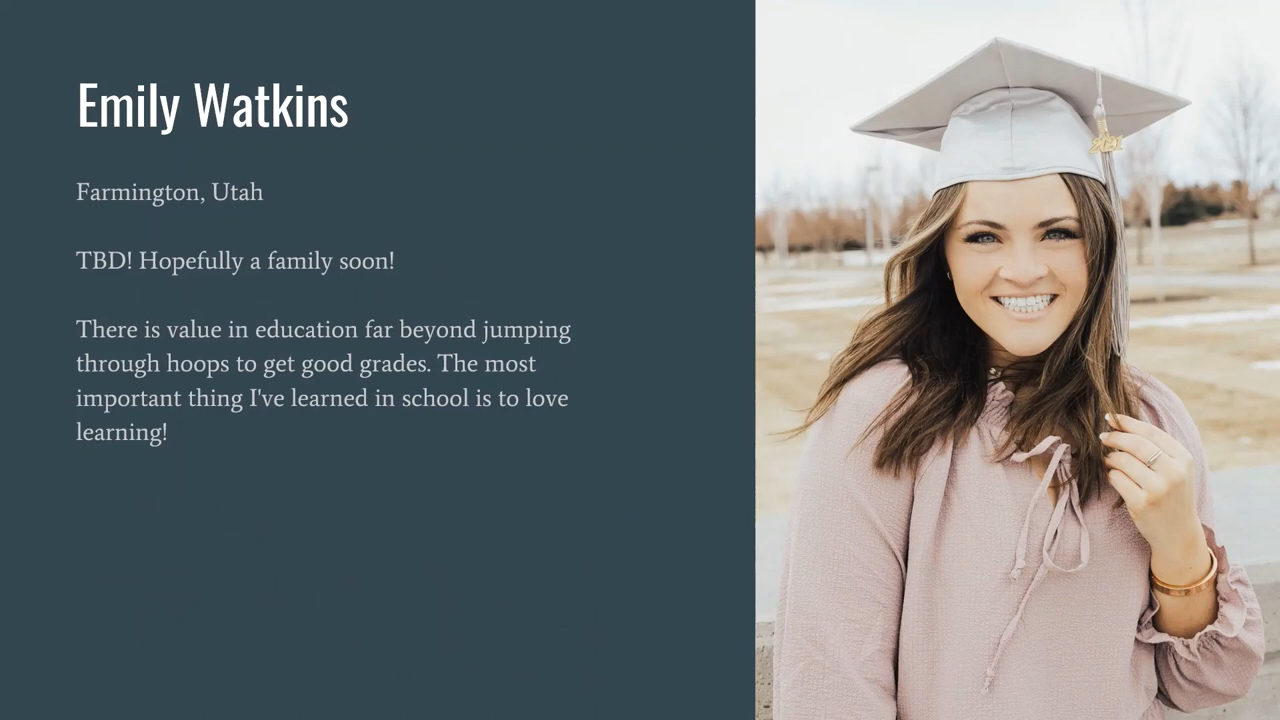 Emily Watkins
Farmington, Utah
TBD! Hopefully a family soon!
There is value in education far beyond jumping
through hoops to get good grades. The most
important thing I've learned in school is to love
learning!
2021